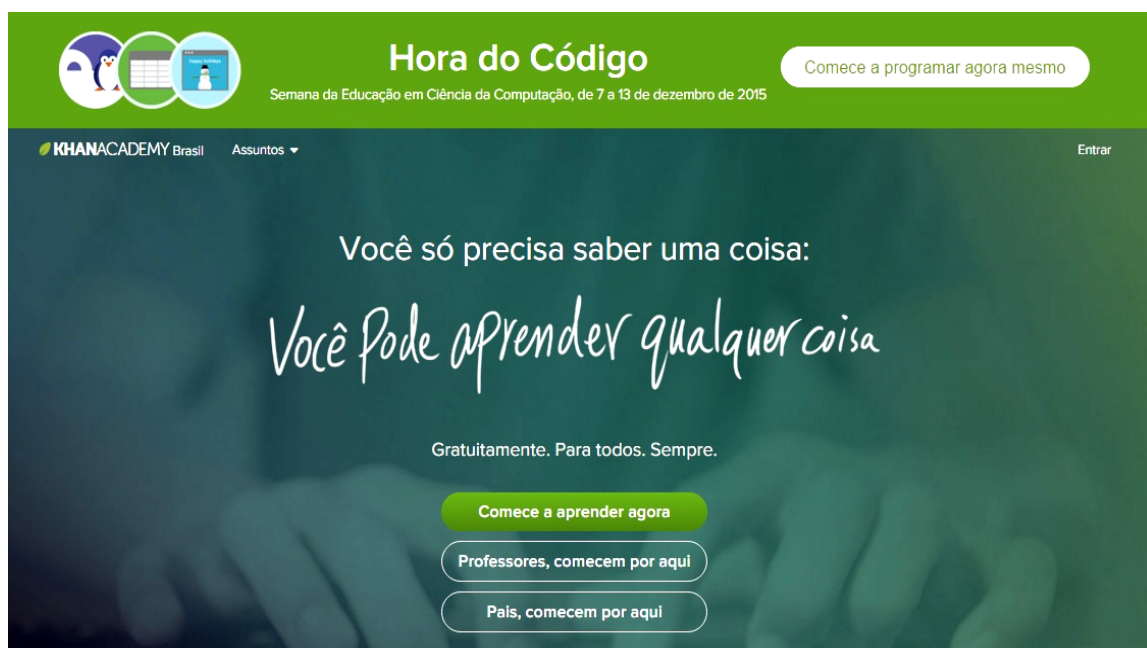 happy holidays
Hora do Código
Semana da Educação em Ciência da Computação, de 7 a 13 de dezembro de 2015
Comece a programar agora mesmo
KHANACADEMY Brasil
Assuntos
Entrar
Você só precisa saber uma coisa:
Você Pode aprender qualquer coisa
Gratuitamente. Para todos. Sempre.
Comece a aprender agora
Professores, comecem por aqui
Pais, comecem por aqui